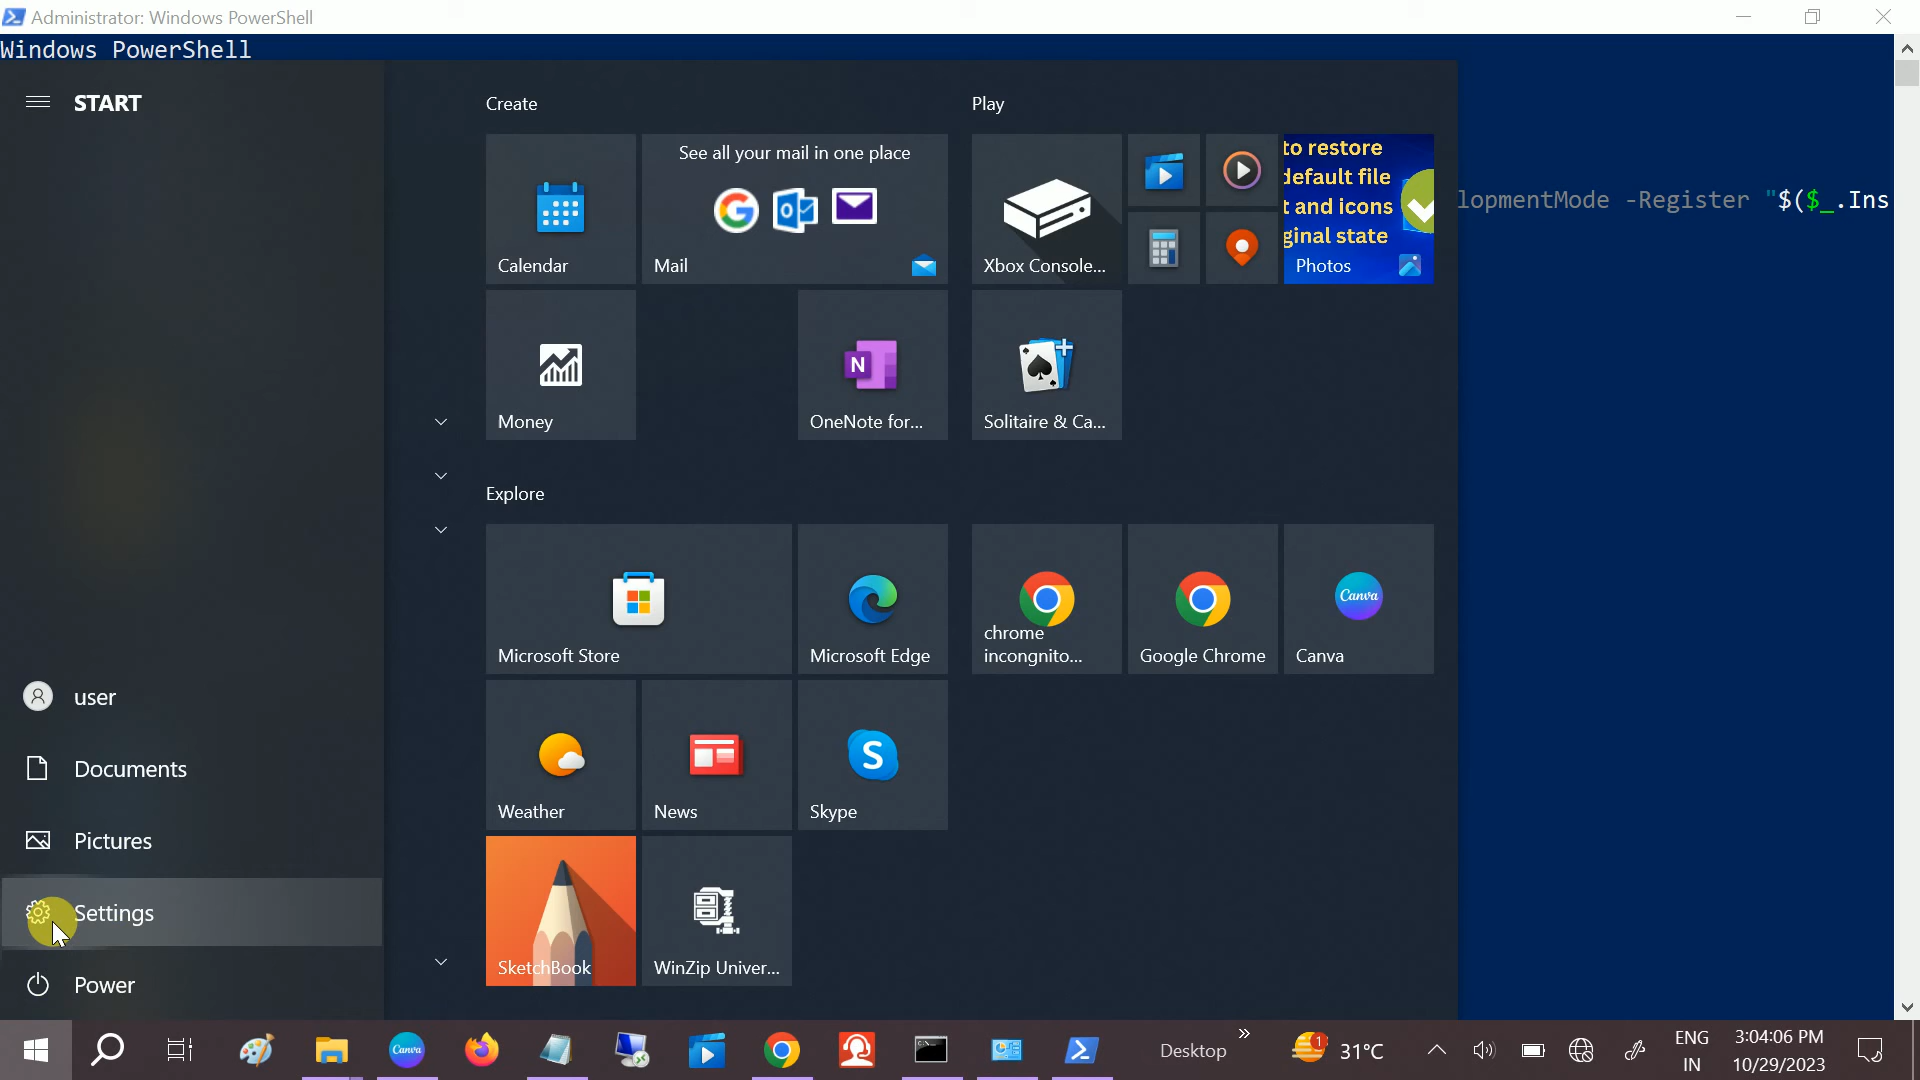 Administrator: Windows PowerShell
Windows PowerShell
lopmentMode -Register "$($_.Ins
START
user
Documents
Pictures
Settings
Power
Create
Calendar
See all your mail in one place
Mail
Money
N
OneNote for...
Play
Xbox Console...
to restore
default file
t and icons
ginal state
Photos
Solitaire & Ca...
Explore
Microsoft Store
Microsoft Edge
chrome
incongnito...
Google Chrome
Canva
Canva
Weather
News
S
Skype
SketchBook
WinZip Univer...
Canva
Desktop
1
31°C
ENG
IN
3:04:06 PM
10/29/2023